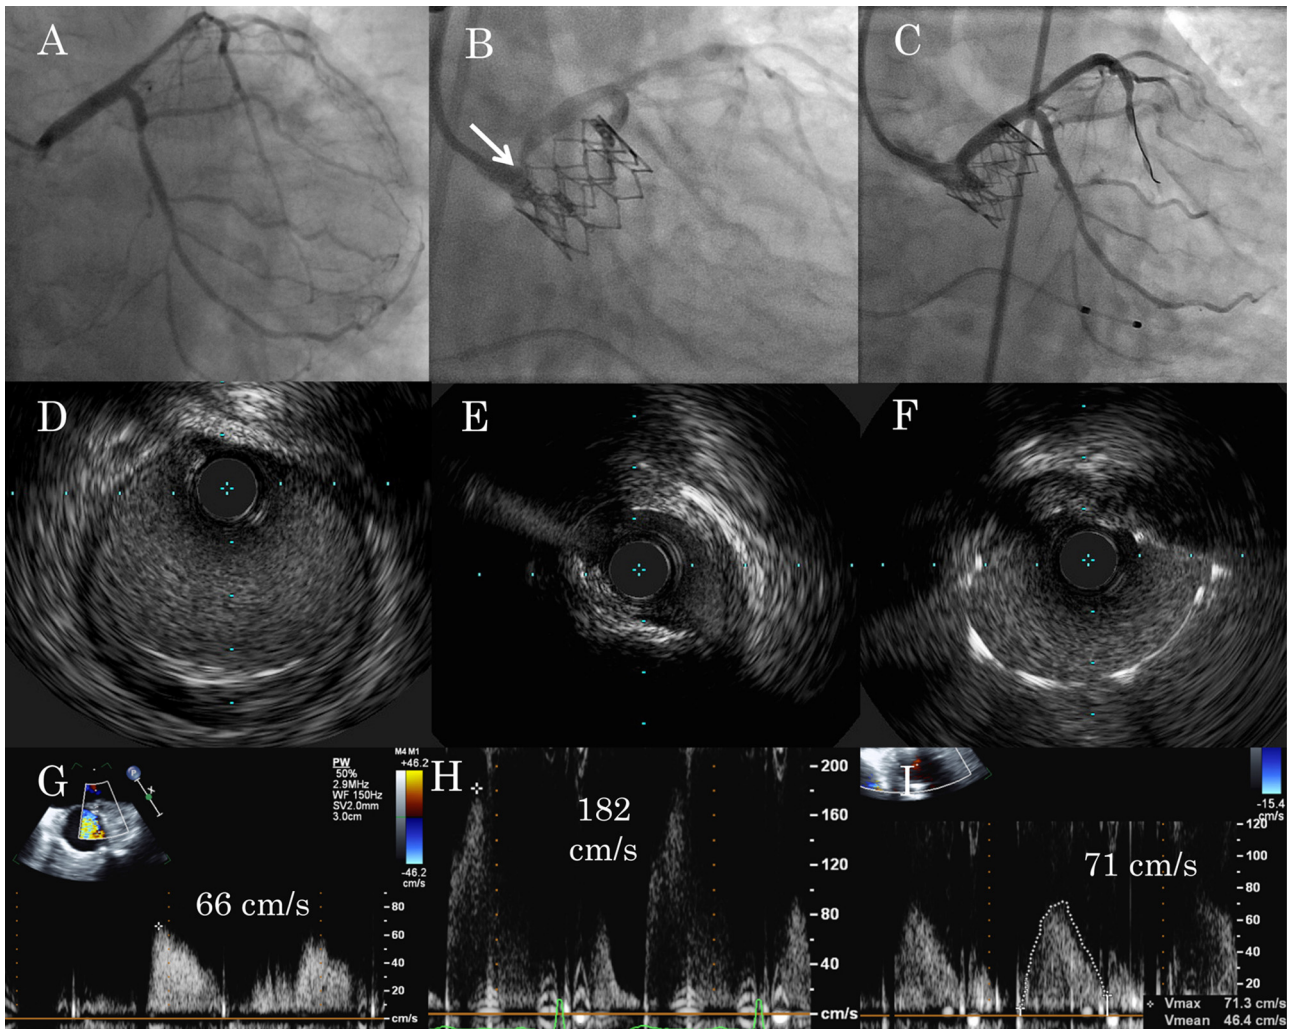 A
B
C
D
E
F
G
PW
50%
2.9MHz
WF 150Hz
SV2.0mm
3.0cm
M4 M1
+46.2
-46.2
cm/s
P
X
66 cm/s
80
60
40
20
cm/s
H
182
cm/s
200
160
120
80
40
cm/s
I
-15.4
cm/s
71 cm/s
120
100
80
60
40
20
Vmax 71.3 cm/s
Vmean 46.4 cm/s